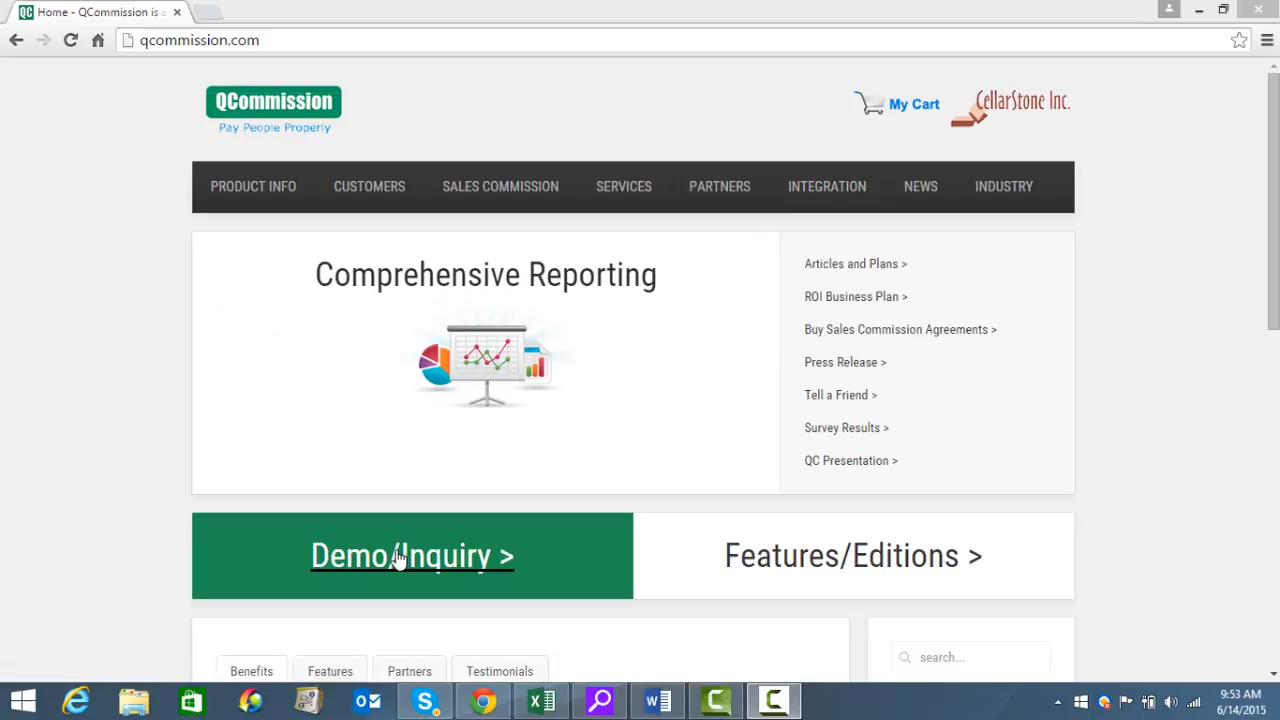 Home - QCommission is a
qcommission.com
QCommission
Pay People Properly
My Cart
CellarStone Inc.
PRODUCT INFO
CUSTOMERS
SALES COMMISSION
SERVICES
PARTNERS
INTEGRATION
NEWS
INDUSTRY
Comprehensive Reporting
Articles and Plans >
ROI Business Plan >
Buy Sales Commission Agreements >
Press Release >
Tell a Friend >
Survey Results >
QC Presentation >
Demo/Inquiry >
Features/Editions >
Benefits
Features
Partners
Testimonials
search...
9:53 AM
6/14/2015